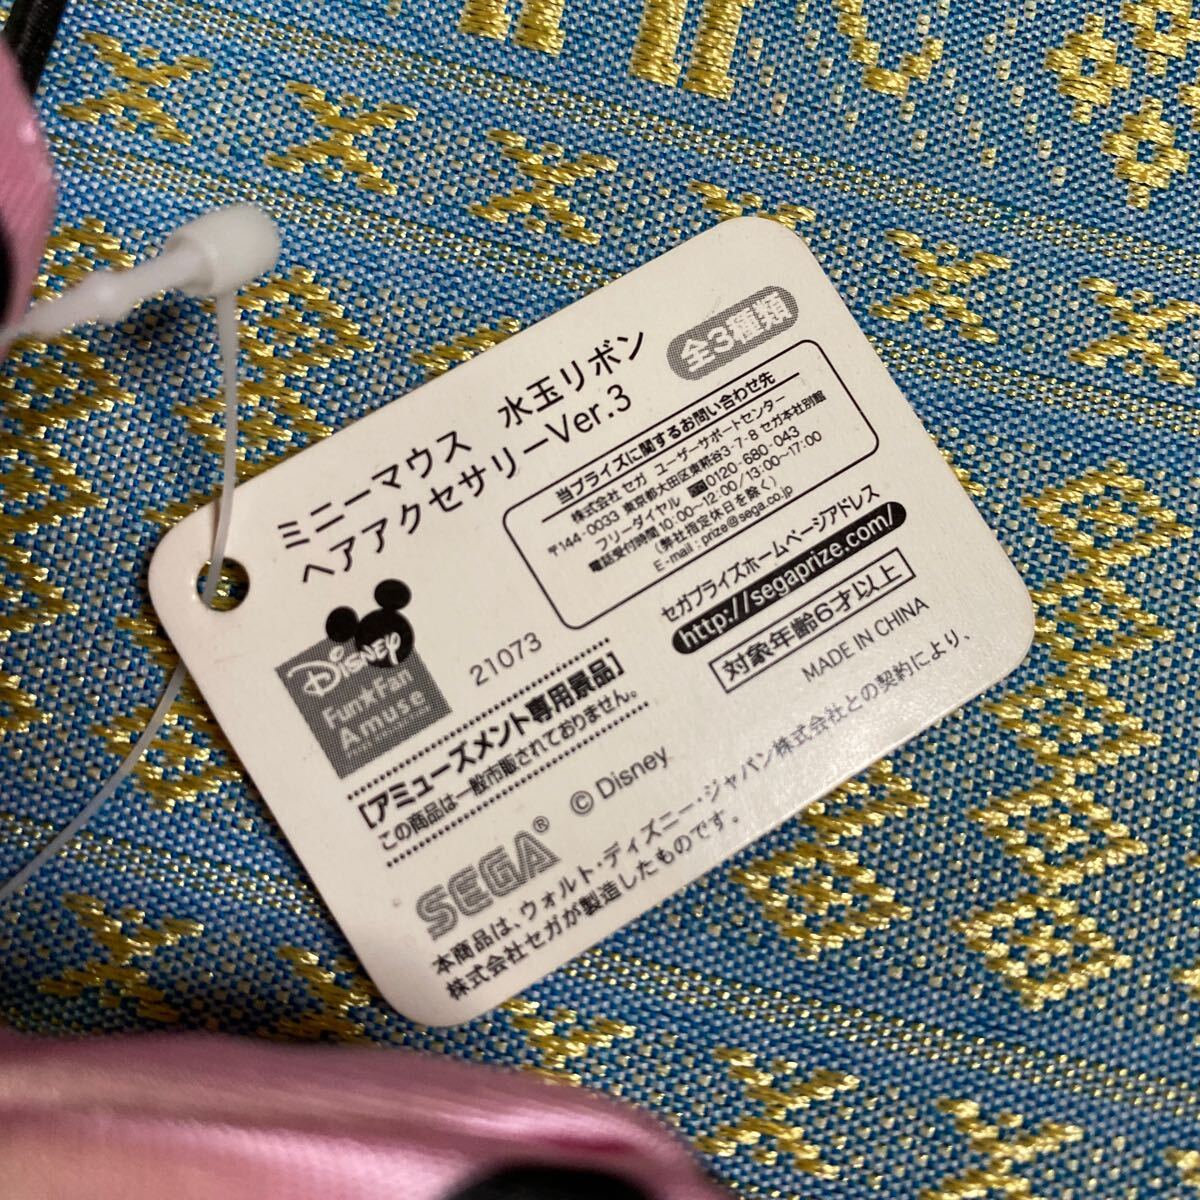 ミニーマウス 水玉リボン
ヘアアクセサリーVer.3
全3種類
Disney
Fun★Fan
Amuse
21073
当プライズに関するお問い合わせ先
株式会社 セガ ユーザーサポートセンター
〒144-0033 東京都大田区東糀谷3-7-8 セガ本社別館
フリーダイヤル 0120-680-043
電話受付時間 10:00~12:00/13:00~17:00
(弊社指定休日を除く)
E-mail:prize@sega.co.jp
セガプライズホームページアドレス
http://segaprize.com/
対象年齢6才以上
MADE IN CHINA
[アミューズメント専用景品]
この商品は一般市販されておりません。
SEGA® © Disney
本商品は、ウォルト・ディズニー・ジャパン株式会社との契約により、
株式会社セガが製造したものです。